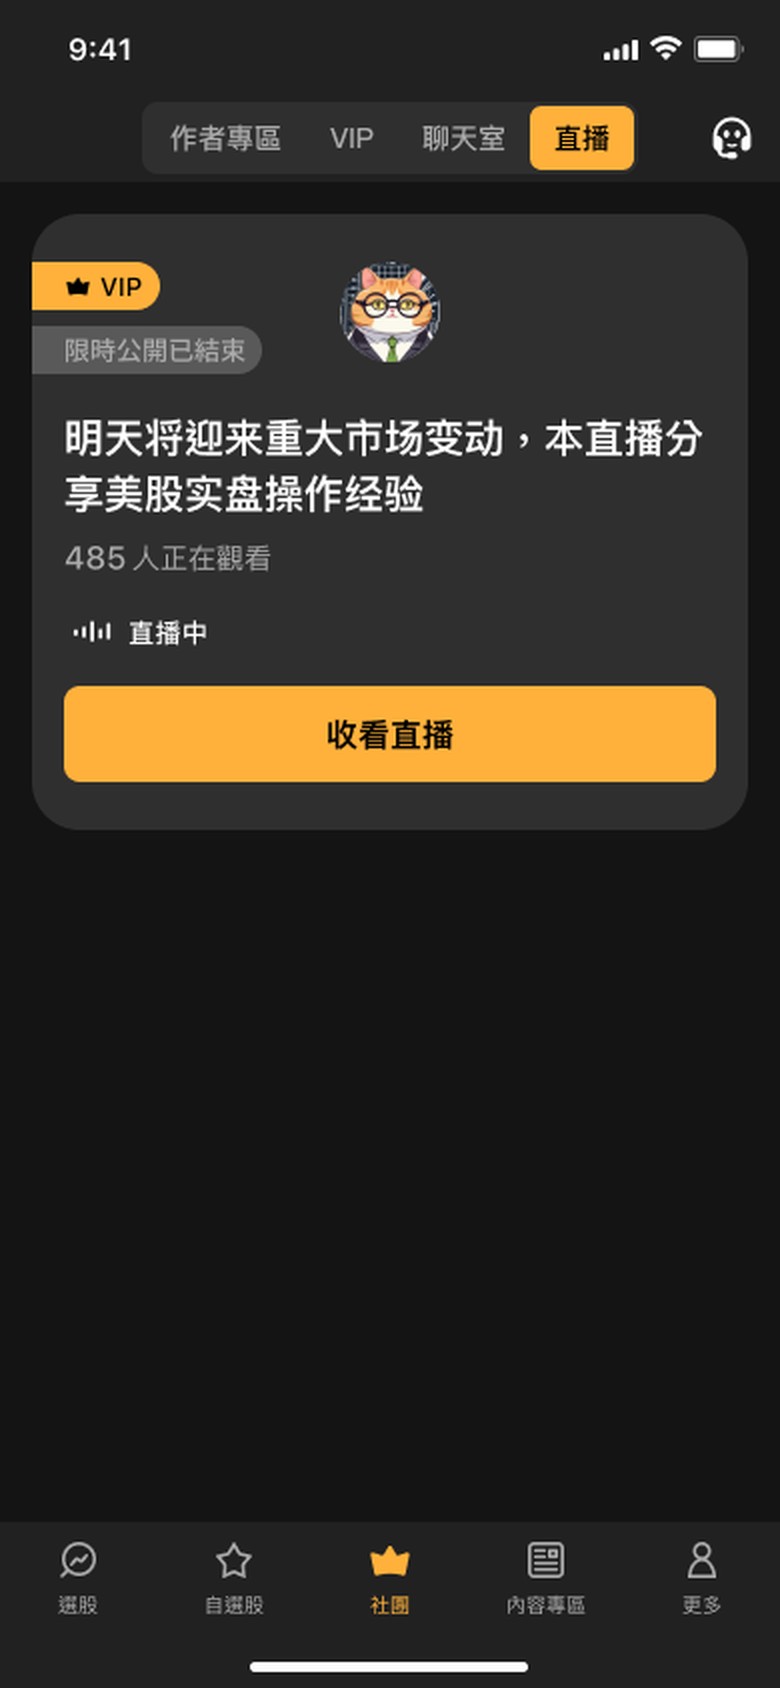 9:41
作者專區 VIP 聊天室 直播
VIP
限時公開已結束
明天将迎来重大市场变动，本直播分
享美股实盘操作经验
485 人正在觀看
直播中
收看直播
選股 自選股 社團 內容專區 更多